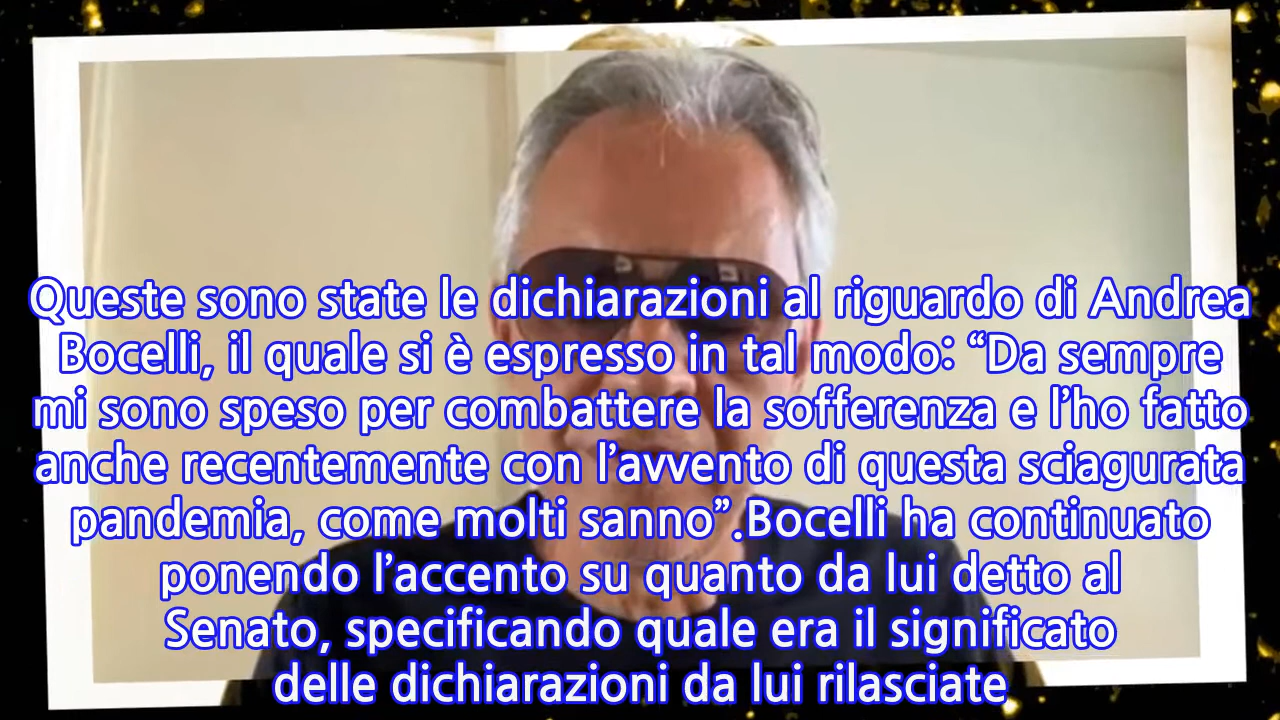 Queste sono state le dichiarazioni al riguardo di Andrea
Bocelli, il quale si è espresso in tal modo: “Da sempre
mi sono speso per combattere la sofferenza e l’ho fatto
anche recentemente con l’avvento di questa sciagurata
pandemia, come molti sanno”.Bocelli ha continuato
ponendo l’accento su quanto da lui detto al
Senato, specificando quale era il significato
delle dichiarazioni da lui rilasciate